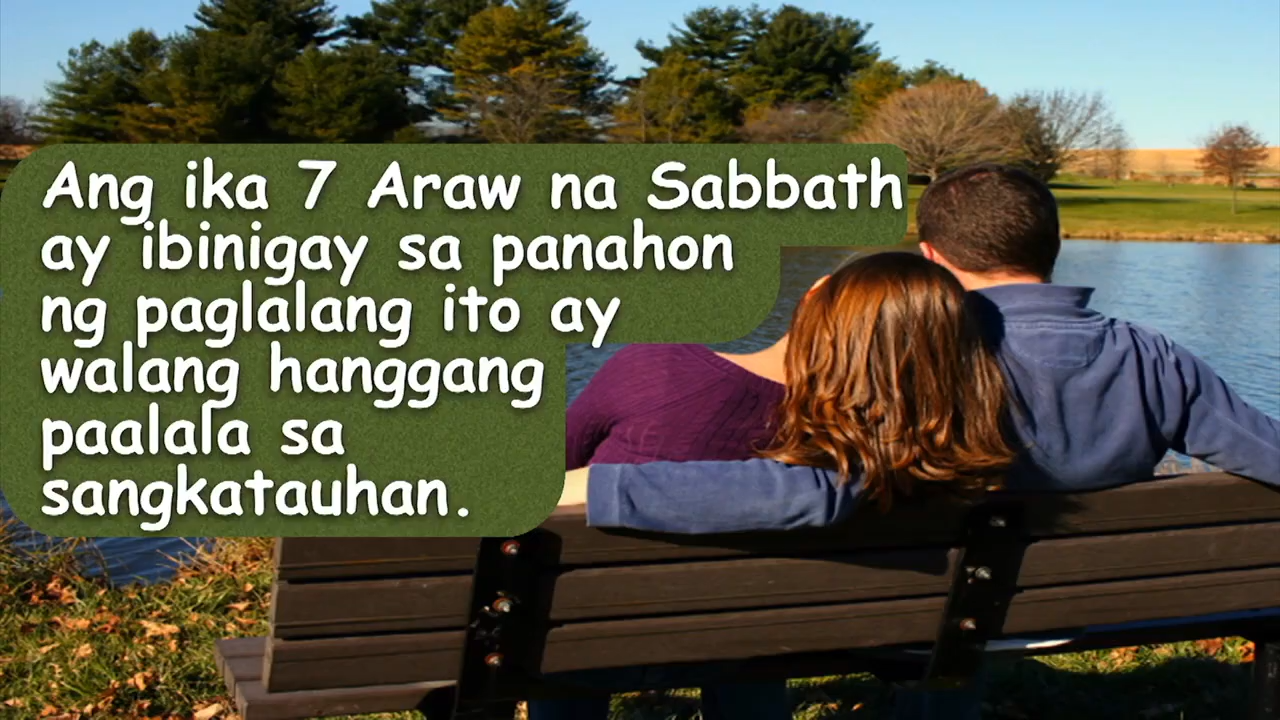 Ang ika 7 Araw na Sabbath
ay ibinigay sa panahon
ng paglalang ito ay
walang hanggang
paalala sa
sangkatauhan.